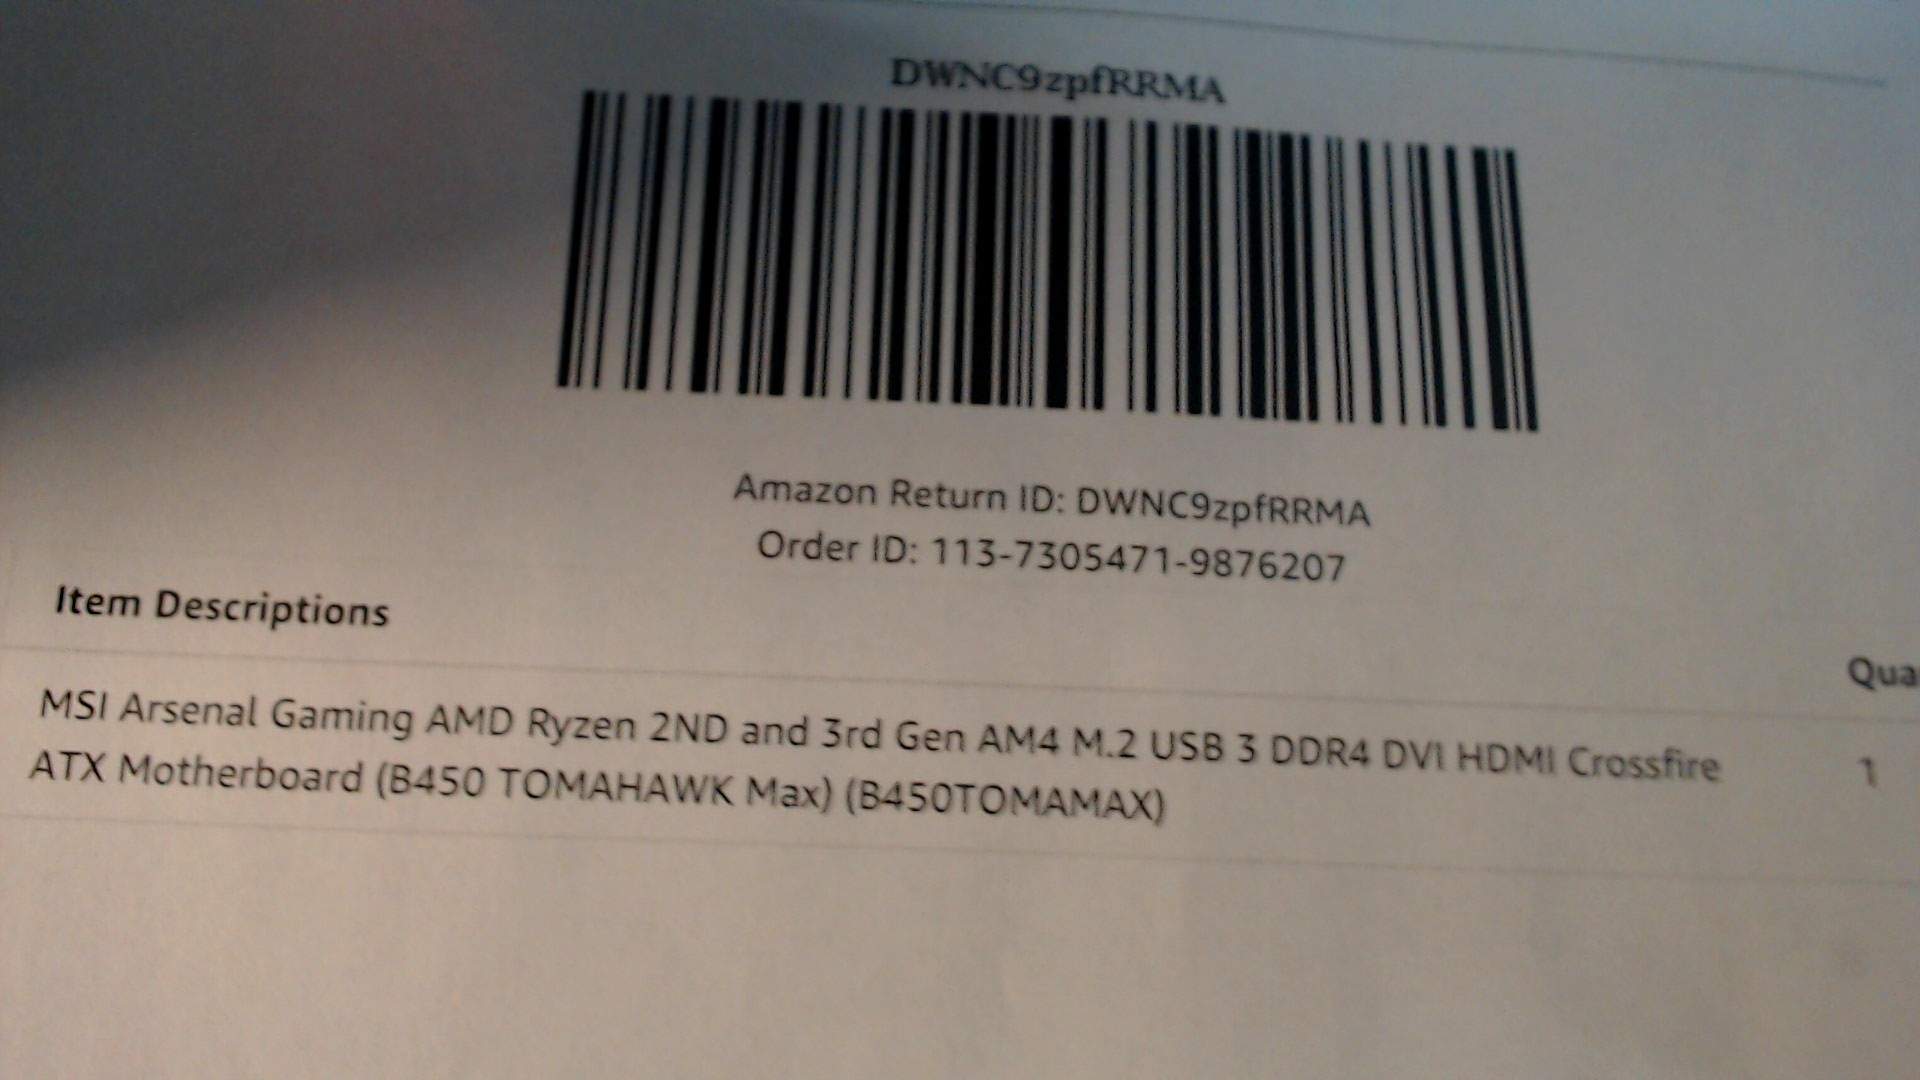 DWNC9zpfRRMA
Amazon Return ID: DWNC9zpfRRMA
Order ID: 113-7305471-9876207
Item Descriptions
Qua
MSI Arsenal Gaming AMD Ryzen 2ND and 3rd Gen AM4 M.2 USB 3 DDR4 DVI HDMI Crossfire 1
ATX Motherboard (B450 TOMAHAWK Max) (B450TOMAMAX)